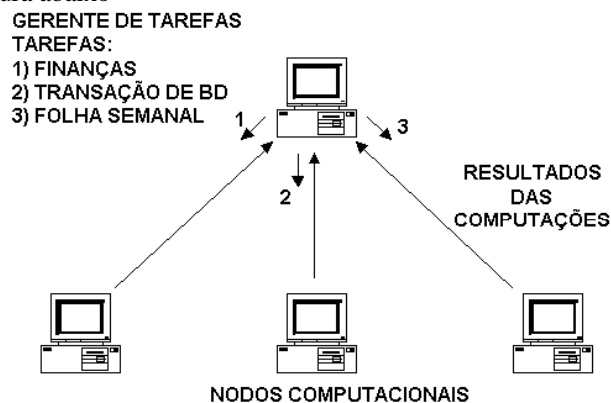 abaixo
GERENTE DE TAREFAS
TAREFAS:
1) FINANÇAS
2) TRANSAÇÃO DE BD
3) FOLHA SEMANAL
1
3
2
RESULTADOS
DAS
COMPUTAÇÕES
NODOS COMPUTACIONAIS